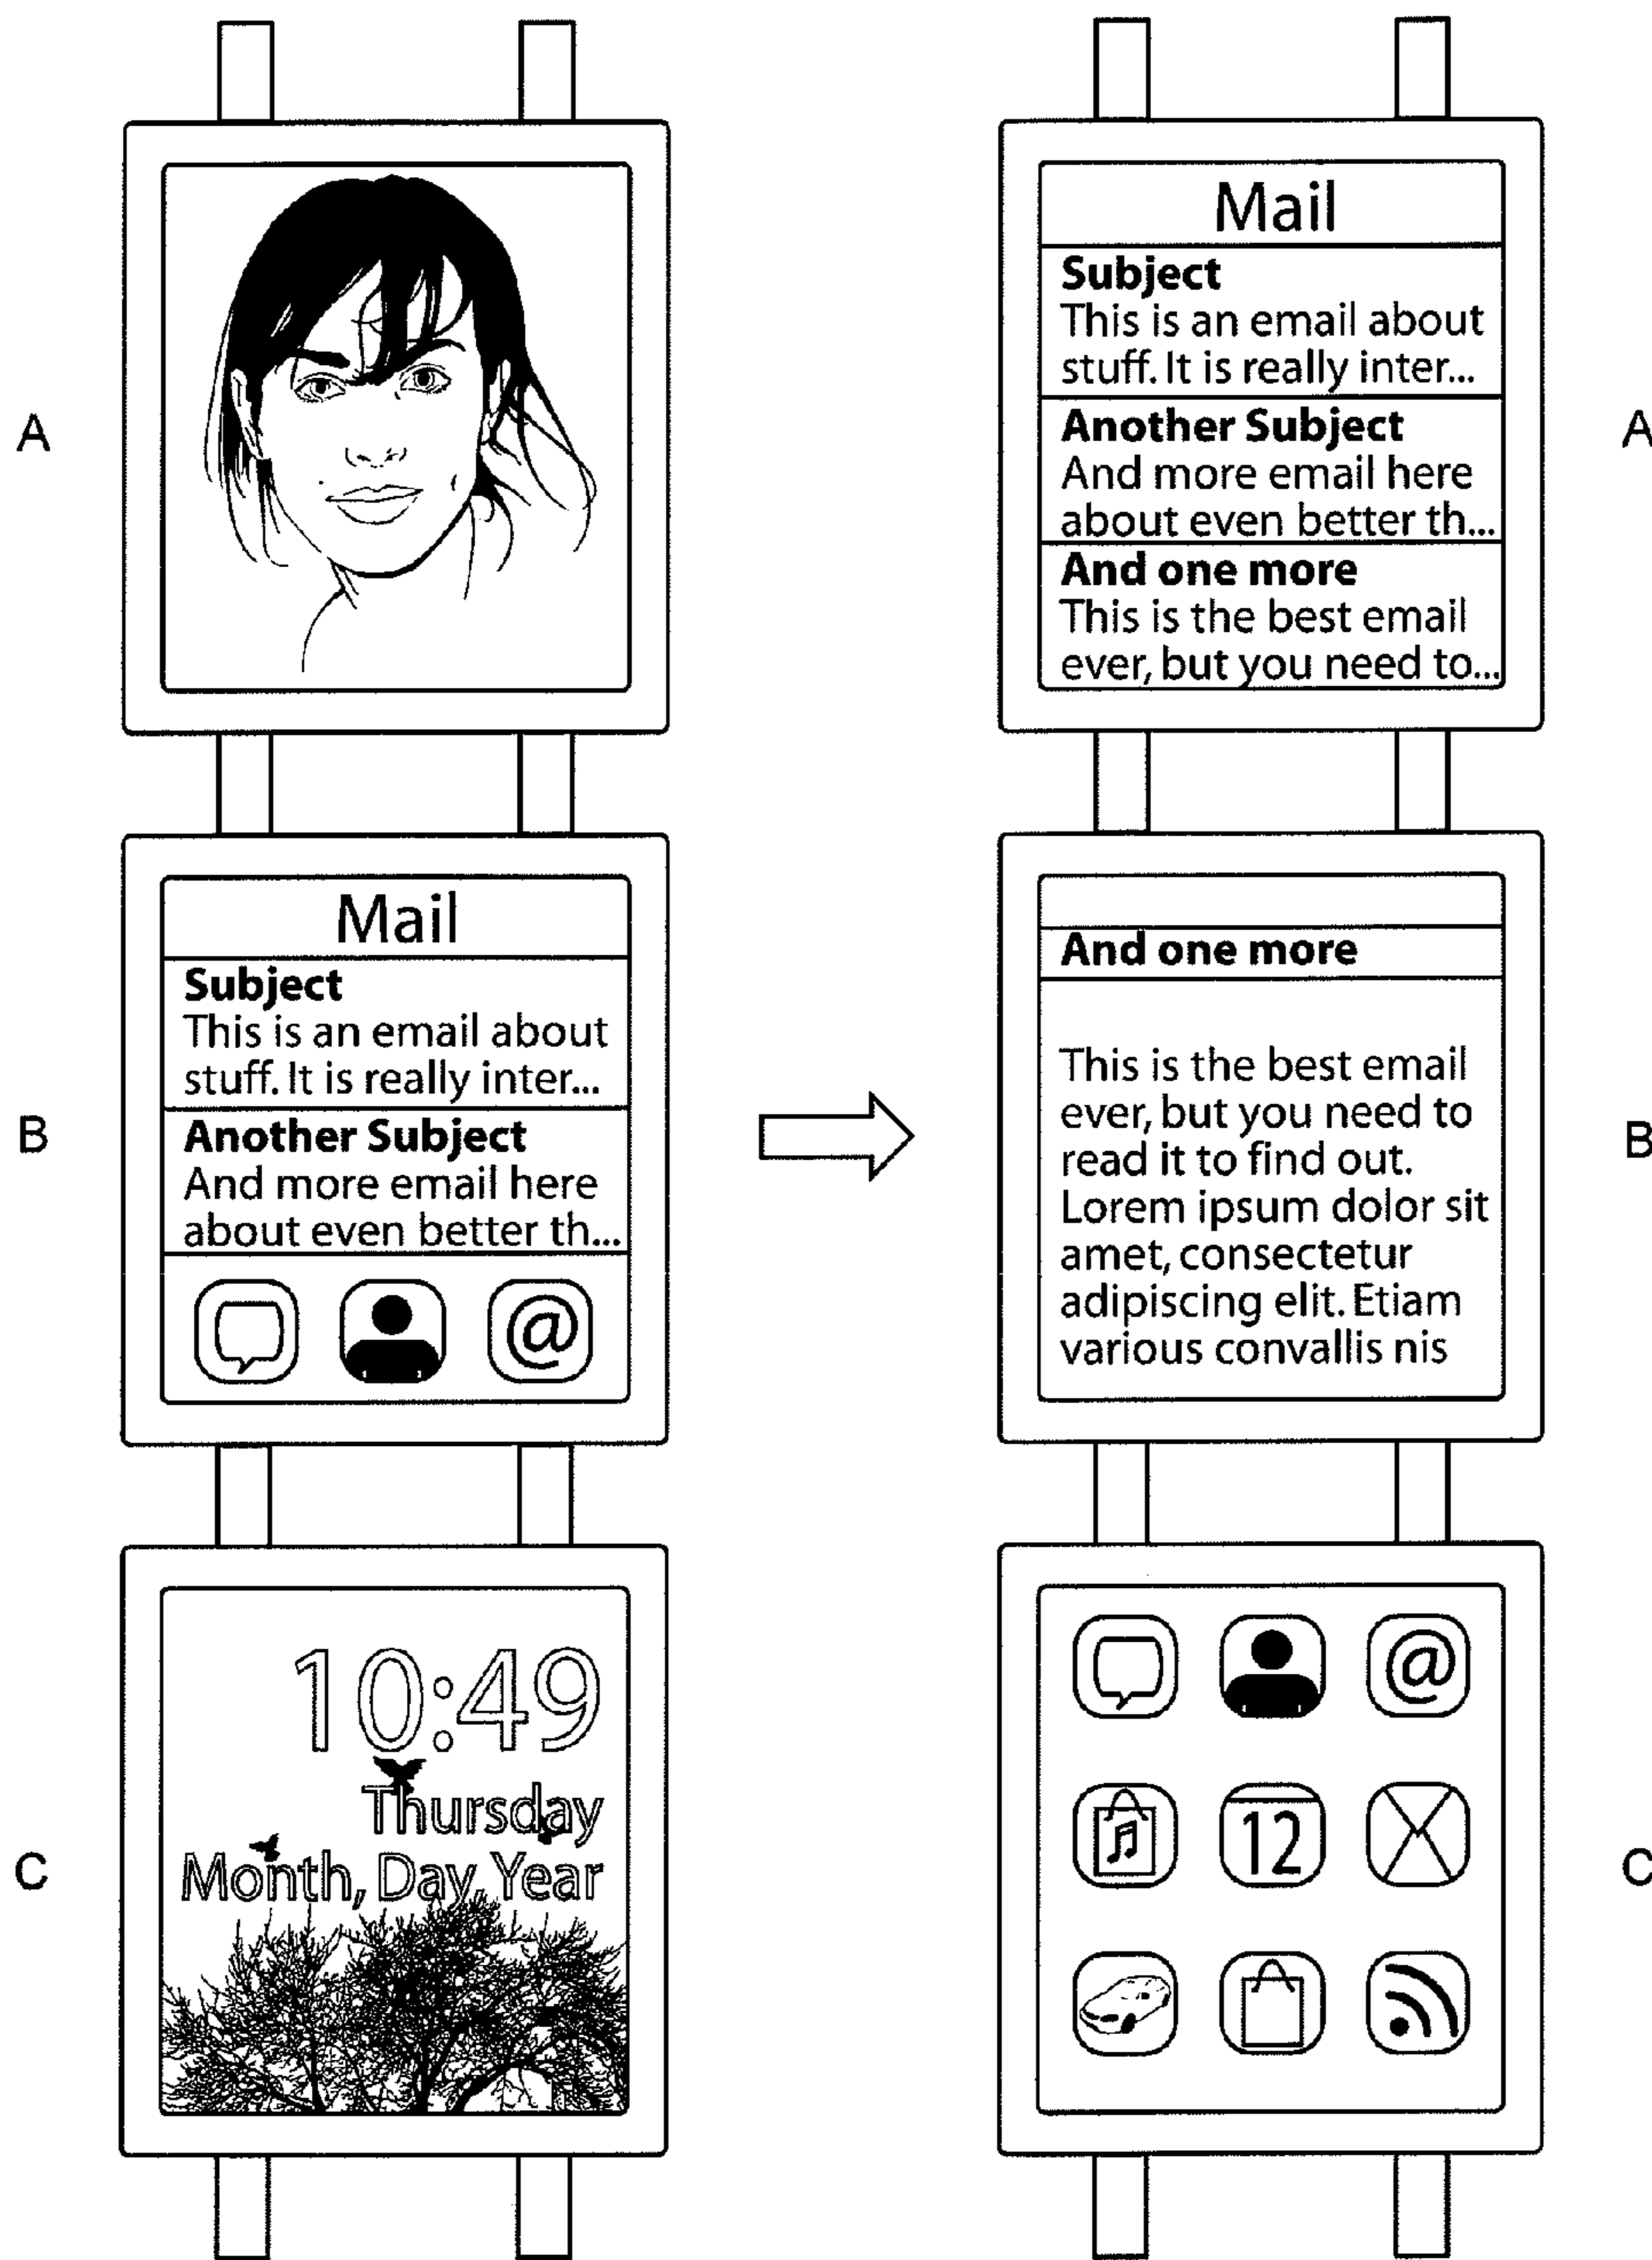 A
B
Mail
Subject
This is an email about
stuff. It is really inter...
Another Subject
And more email here
about even better th...
@
C
10:49
Thursday
Month, Day, Year
A
Mail
Subject
This is an email about
stuff. It is really inter...
Another Subject
And more email here
about even better th...
And one more
This is the best email
ever, but you need to...
B
And one more
This is the best email
ever, but you need to
read it to find out.
Lorem ipsum dolor sit
amet, consectetur
adipiscing elit. Etiam
various convallis nis
C
@
12